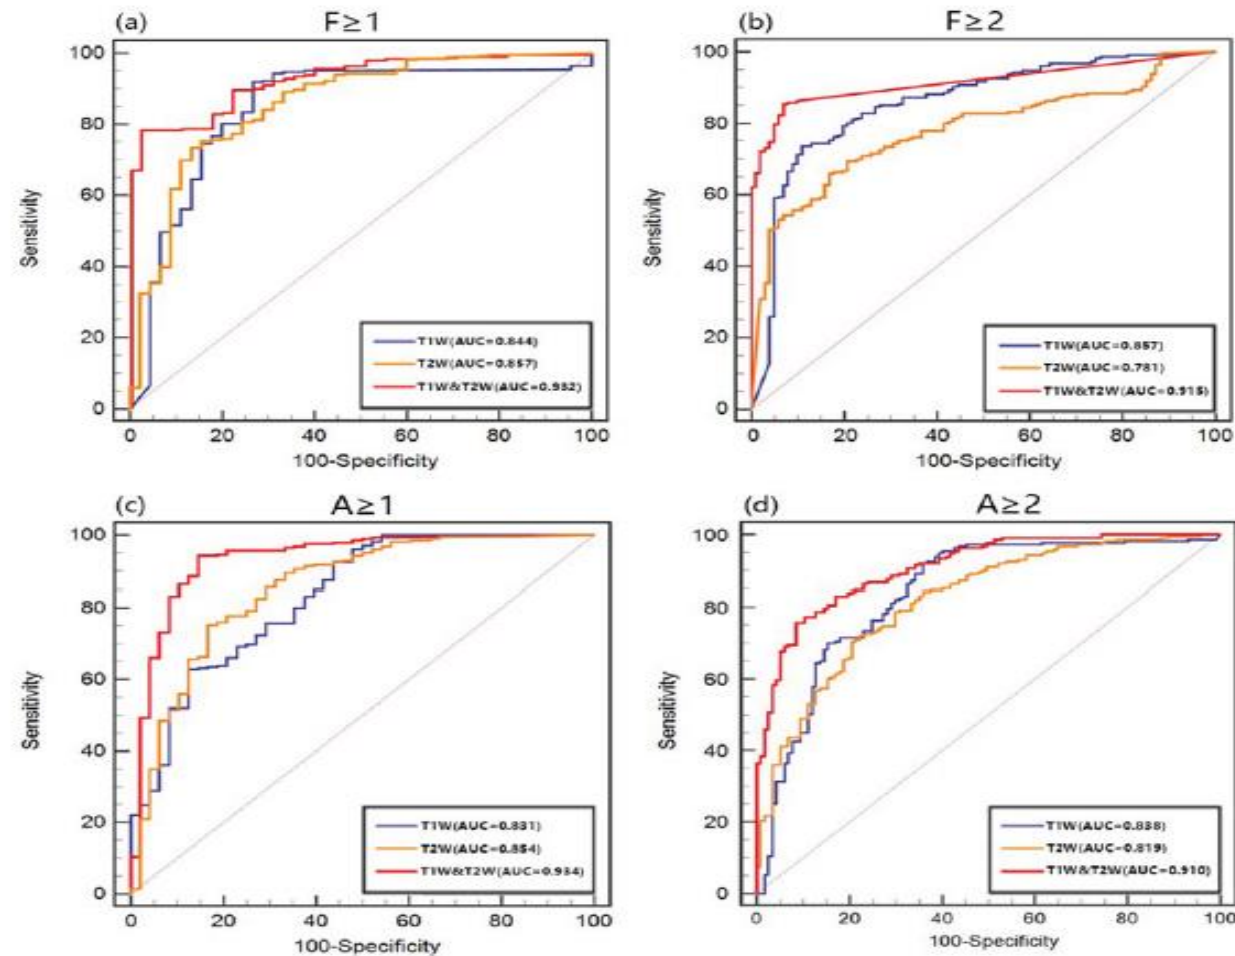 (a) F≥1
100
80
60
40
20
0
Sensitivity
T1W(AUC=0.844)
T2W(AUC=0.857)
T1W&T2W(AUC=0.932)
0 20 40 60 80 100
100-Specificity
(b) F≥2
100
80
60
40
20
0
Sensitivity
T1W(AUC=0.857)
T2W(AUC=0.781)
T1W&T2W(AUC=0.915)
0 20 40 60 80 100
100-Specificity
(c) A≥1
100
80
60
40
20
0
Sensitivity
T1W(AUC=0.831)
T2W(AUC=0.854)
T1W&T2W(AUC=0.934)
0 20 40 60 80 100
100-Specificity
(d) A≥2
100
80
60
40
20
0
Sensitivity
T1W(AUC=0.838)
T2W(AUC=0.819)
T1W&T2W(AUC=0.910)
0 20 40 60 80 100
100-Specificity